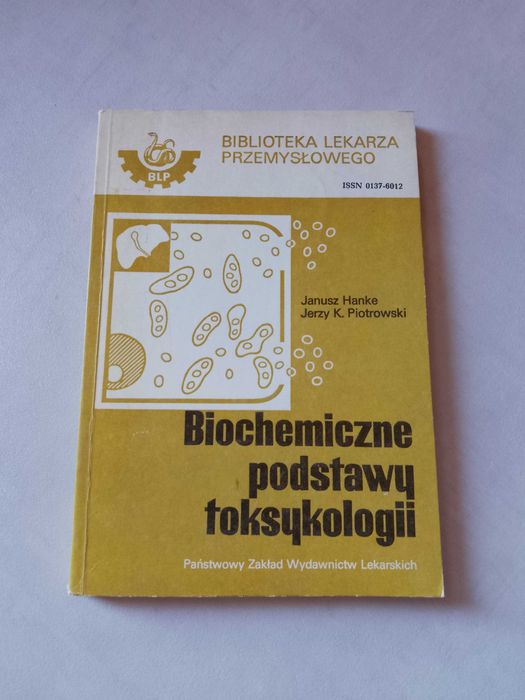 BLP
BIBLIOTEKA LEKARZA
PRZEMYSŁOWEGO
ISSN 0137-6012
Janusz Hanke
Jerzy K. Piotrowski
Biochemiczne
podstawy
toksykologii
Państwowy Zakład Wydawnictw Lekarskich